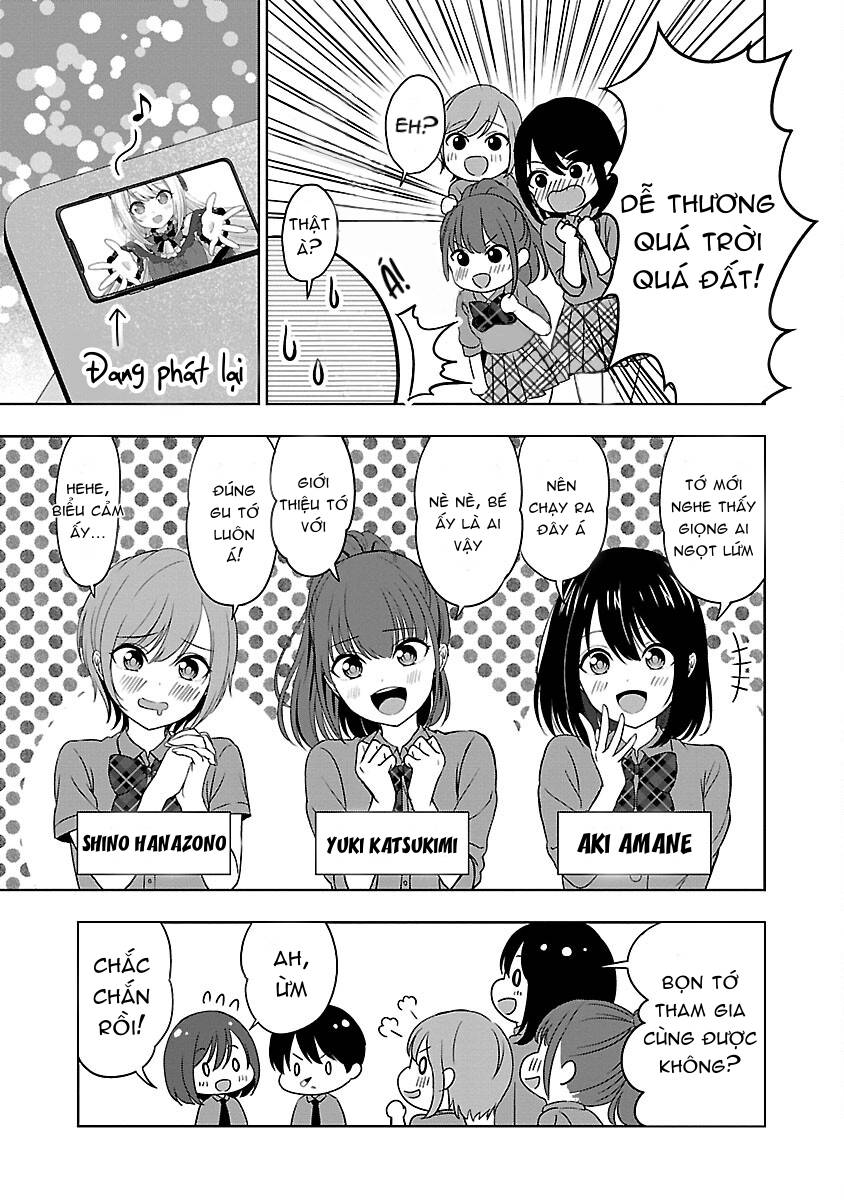 DỄ THƯƠNG
QUÁ TRỜI
QUÁ ĐẤT!
EH?
THẬT
À?
Á!
Đang phát lại
TỚ MỚI
NGHE THẤY
GIỌNG AI
NGỌT LỨM
NÊN
CHẠY RA
ĐÂY Á
NÈ NÈ, BÉ
ẤY LÀ AI
VẬY
GIỚI
THIỆU TỚ
VỚI
ĐÚNG
GU TỚ
LUÔN
Á!
HEHE,
BIỂU CẢM
ẤY...
AKI AMANE
YUKI KATSUKIMI
SHINO HANAZONO
BỌN TỚ
THAM GIA
CÙNG ĐƯỢC
KHÔNG?
AH,
ỪM
CHẮC
CHẮN
RỒI!